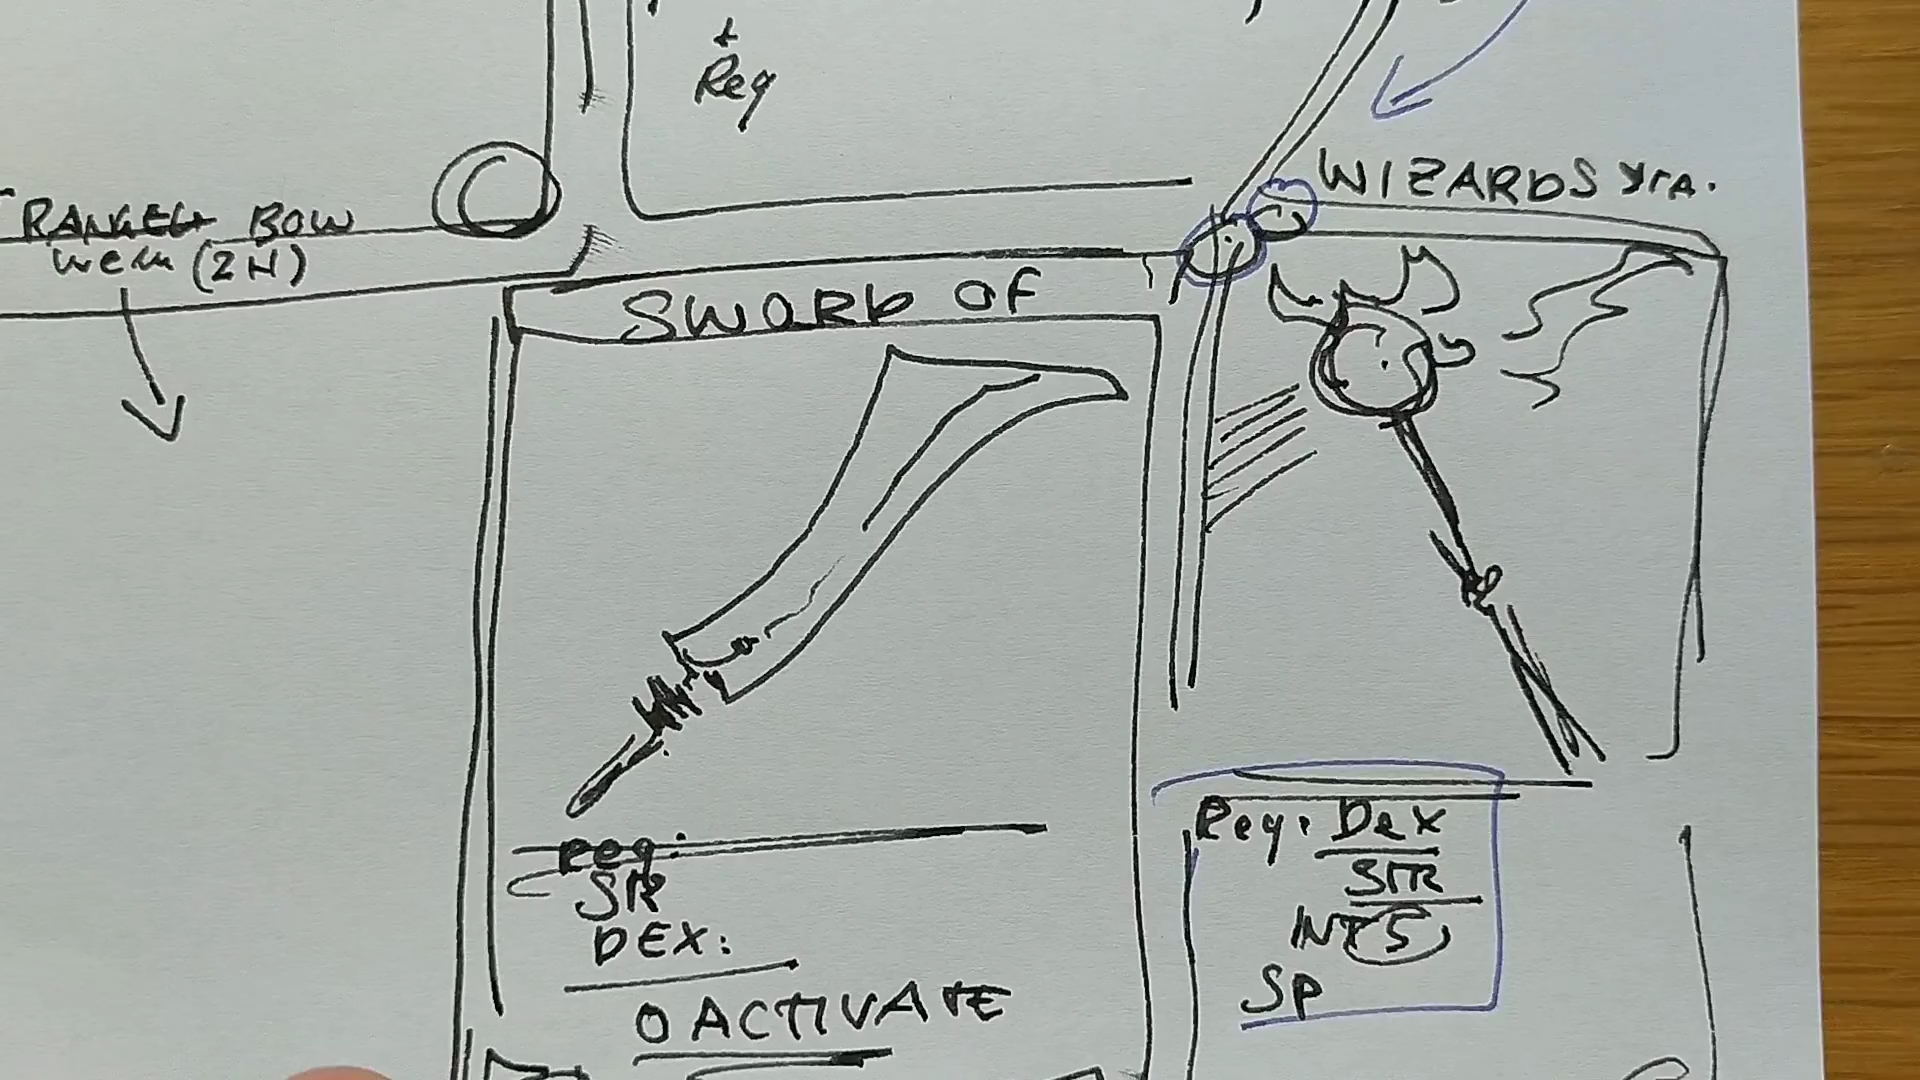 +
Req
WIZARDS STA.
RANGER BOW
(2H)
SWORD OF
Req:
STR
DEX:
0 ACTIVATE
Req: Dex
STR
INT 5
SP